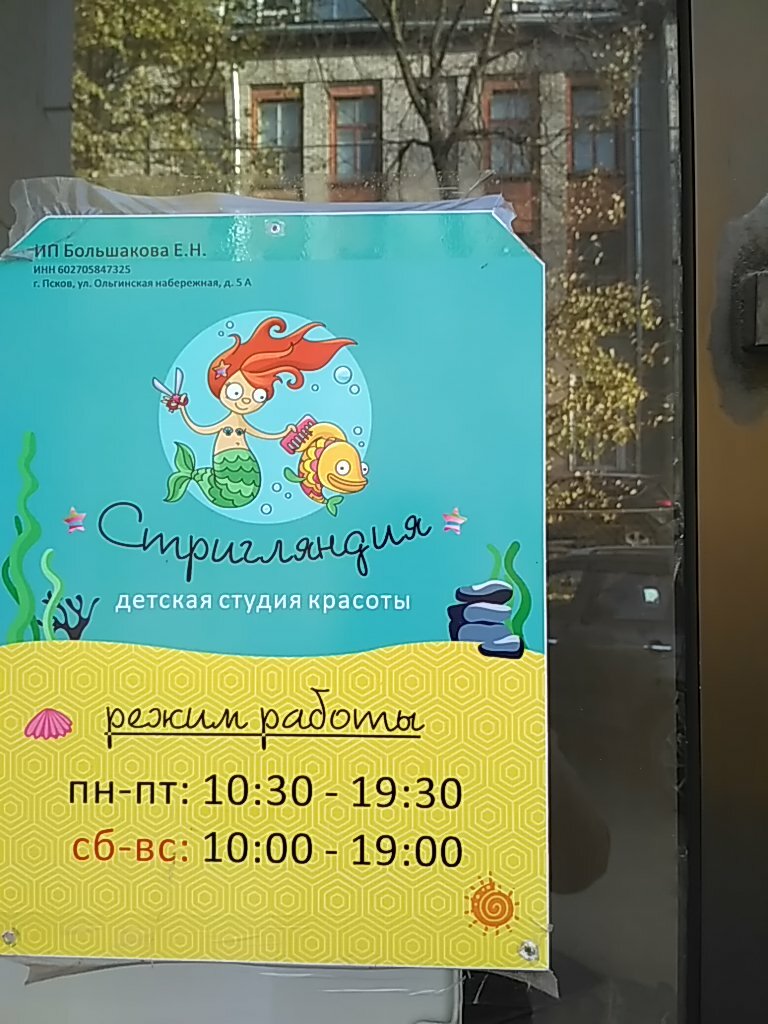 ИП Большакова Е.Н.
ИНН 602705847325
г. Псков, ул. Ольгинская набережная, д. 5 А
Стригляндия
детская студия красоты
режим работы
пн-пт: 10:30 - 19:30
сб-вс: 10:00 - 19:00